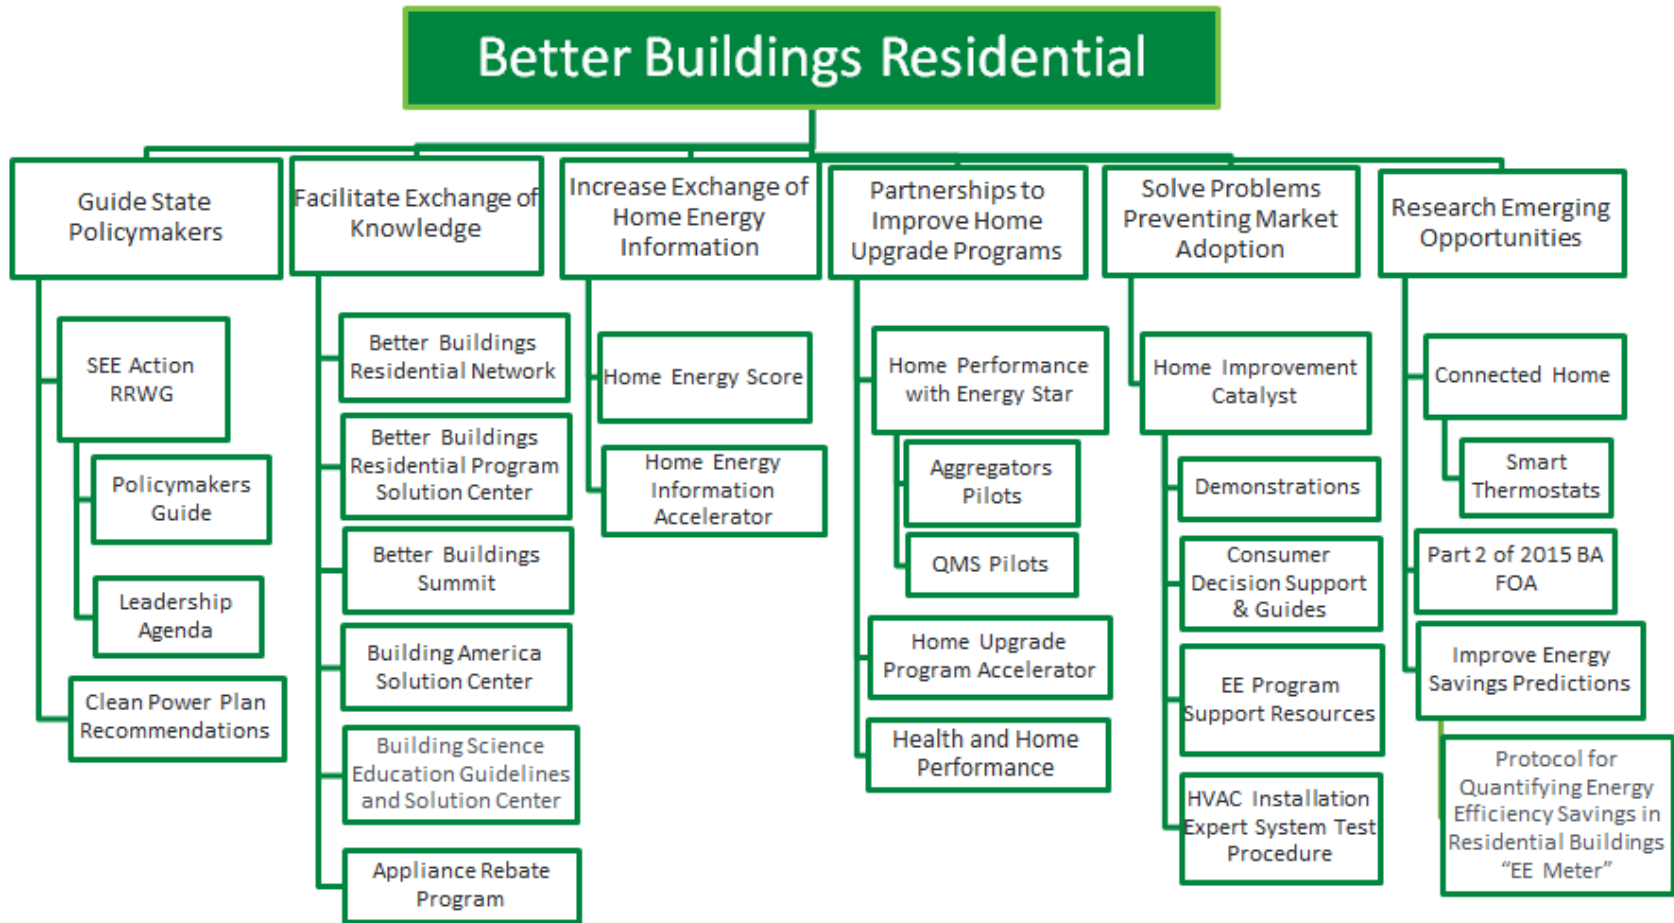 Better Buildings Residential
Guide State
Policymakers
SEE Action
RRWG
Policymakers
Guide
Leadership
Agenda
Clean Power Plan
Recommendations
Facilitate Exchange of
Knowledge
Better Buildings
Residential Network
Better Buildings
Residential Program
Solution Center
Better Buildings
Summit
Building America
Solution Center
Building Science
Education Guidelines
and Solution Center
Appliance Rebate
Program
Increase Exchange of
Home Energy
Information
Home Energy Score
Home Energy
Information
Accelerator
Partnerships to
Improve Home
Upgrade Programs
Home Performance
with Energy Star
Aggregators
Pilots
QMS Pilots
Home Upgrade
Program Accelerator
Health and Home
Performance
Solve Problems
Preventing Market
Adoption
Home Improvement
Catalyst
Demonstrations
Consumer
Decision Support
& Guides
EE Program
Support Resources
HVAC Installation
Expert System Test
Procedure
Research Emerging
Opportunities
Connected Home
Smart
Thermostats
Part 2 of 2015 BA
FOA
Improve Energy
Savings Predictions
Protocol for
Quantifying Energy
Efficiency Savings in
Residential Buildings
“EE Meter”